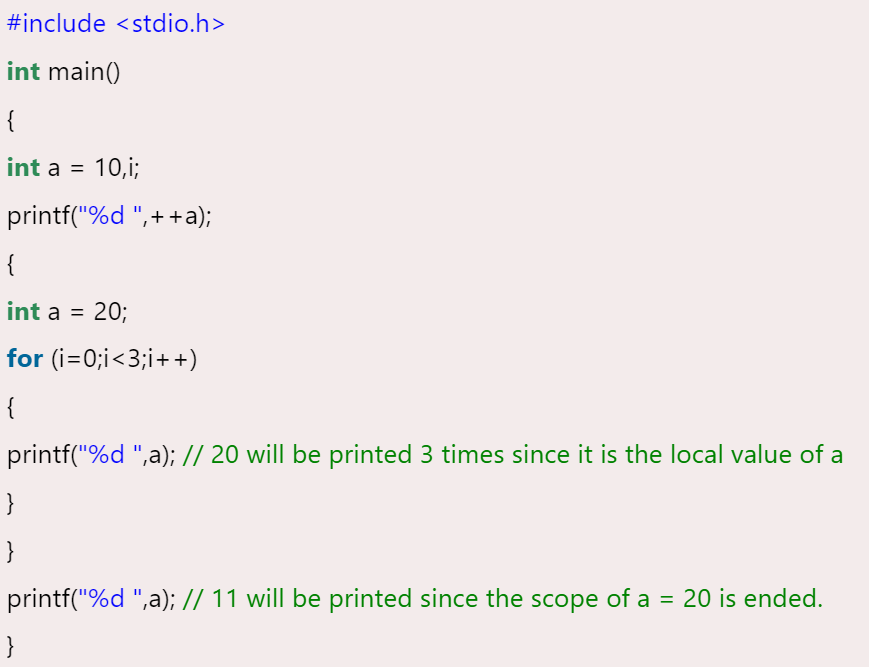 #include <stdio.h>
int main()
{
int a = 10,i;
printf("%d ",++a);
{
int a = 20;
for (i=0;i<3;i++)
{
printf("%d ",a); // 20 will be printed 3 times since it is the local value of a
}
}
printf("%d ",a); // 11 will be printed since the scope of a = 20 is ended.
}